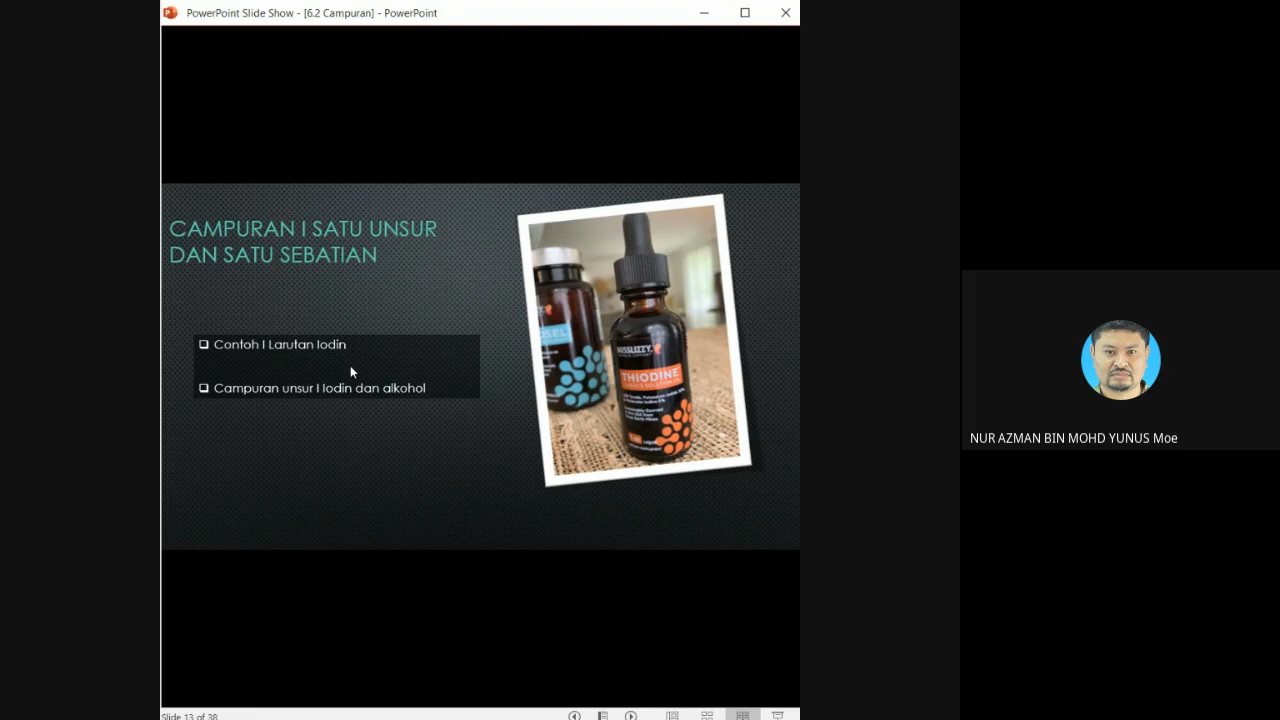 PowerPoint Slide Show - [6.2 Campuran] - PowerPoint
CAMPURAN I SATU UNSUR
DAN SATU SEBATIAN
Contoh I Larutan Iodin
Campuran unsur I Iodin dan alkohol
MISSLIZZY
THIODINE
NUR AZMAN BIN MOHD YUNUS Moe
Slide 13 of 38